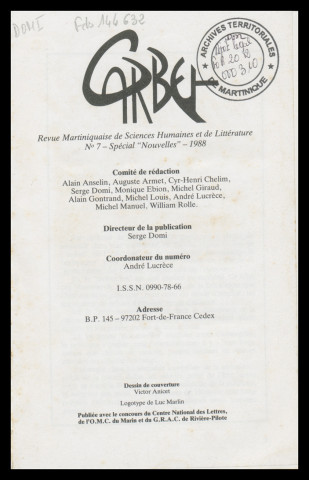 DOMI
CARBET
ARCHIVES TERRITORIALES
DE MARTINIQUE
Revue Martiniquaise de Sciences Humaines et de Littérature
Nº 7 – Spécial "Nouvelles" – 1988
Comité de rédaction
Alain Anselin, Auguste Armet, Cyr-Henri Chelim,
Serge Domi, Monique Ebion, Michel Giraud,
Alain Gontrand, Michel Louis, André Lucrèce,
Michel Manuel, William Rolle.
Directeur de la publication
Serge Domi
Coordonateur du numéro
André Lucrèce
I.S.S.N. 0990-78-66
Adresse
B.P. 145 – 97202 Fort-de-France Cedex
Dessin de couverture
Victor Anicet
Logotype de Luc Marlin
Publiée avec le concours du Centre National des Lettres,
de l'O.M.C. du Marin et du G.R.A.C. de Rivière-Pilote